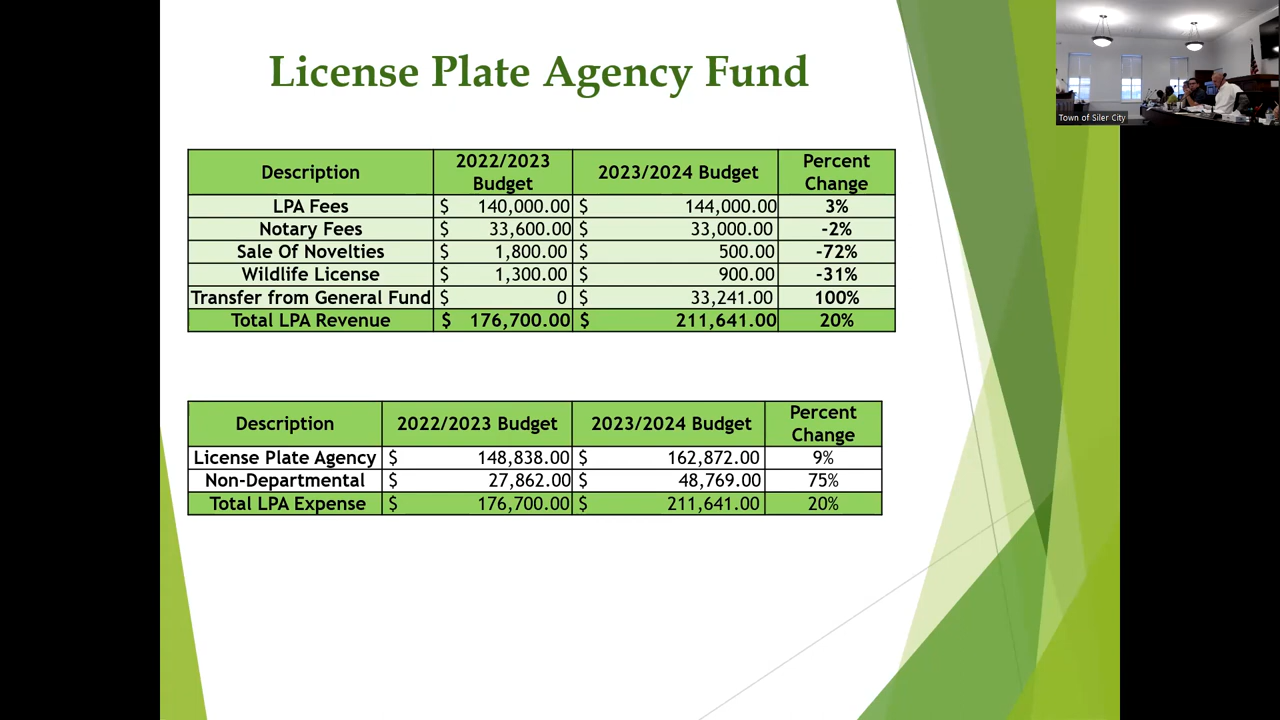 License Plate Agency Fund
Town of Siler City
Description 2022/2023 Budget 2023/2024 Budget Percent Change
LPA Fees $ 140,000.00 $ 144,000.00 3%
Notary Fees $ 33,600.00 $ 33,000.00 -2%
Sale Of Novelties $ 1,800.00 $ 500.00 -72%
Wildlife License $ 1,300.00 $ 900.00 -31%
Transfer from General Fund $ 0 $ 33,241.00 100%
Total LPA Revenue $ 176,700.00 $ 211,641.00 20%
Description 2022/2023 Budget 2023/2024 Budget Percent Change
License Plate Agency $ 148,838.00 $ 162,872.00 9%
Non-Departmental $ 27,862.00 $ 48,769.00 75%
Total LPA Expense $ 176,700.00 $ 211,641.00 20%